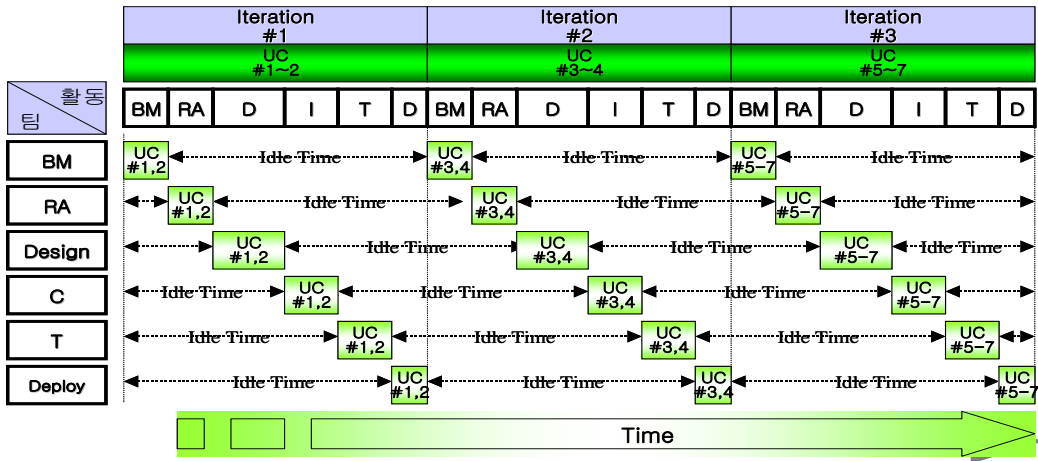 Iteration
#1
Iteration
#2
Iteration
#3
UC
#1~2
UC
#3~4
UC
#5~7
활동
팀
BM RA D I T D BM RA D I T D BM RA D I T D
BM
UC
#1,2
Idle Time
UC
#3,4
Idle Time
UC
#5-7
Idle Time
RA
UC
#1,2
Idle Time
UC
#3,4
Idle Time
UC
#5-7
Idle Time
Design
UC
#1,2
Idle Time
UC
#3,4
Idle Time
UC
#5-7
Idle Time
C
Idle Time
UC
#1,2
Idle Time
UC
#3,4
Idle Time
UC
#5-7
T
Idle Time
UC
#1,2
Idle Time
UC
#3,4
Idle Time
UC
#5-7
Deploy
Idle Time
UC
#1,2
Idle Time
UC
#3,4
Idle Time
UC
#5-7
Time